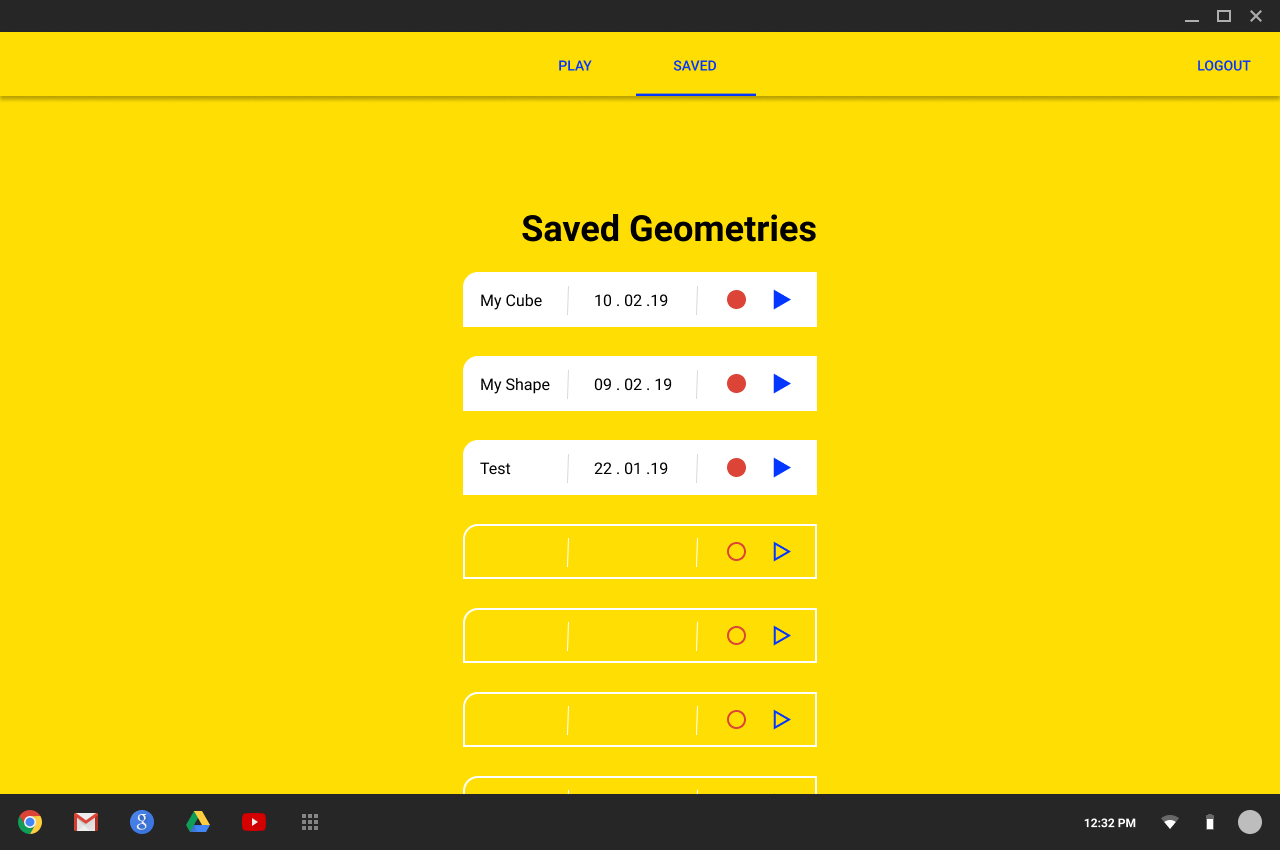 PLAY SAVED LOGOUT
Saved Geometries
My Cube 10 . 02 .19
My Shape 09 . 02 . 19
Test 22 . 01 .19
g 12:32 PM